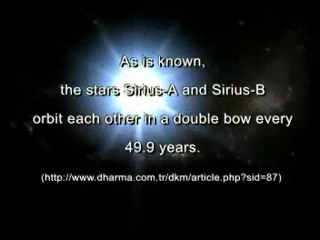 As is known,
the stars Sirius-A and Sirius-B
orbit each other in a double bow every
49.9 years.
(http://www.dharma.com.tr/dkm/article.php?sid=87)